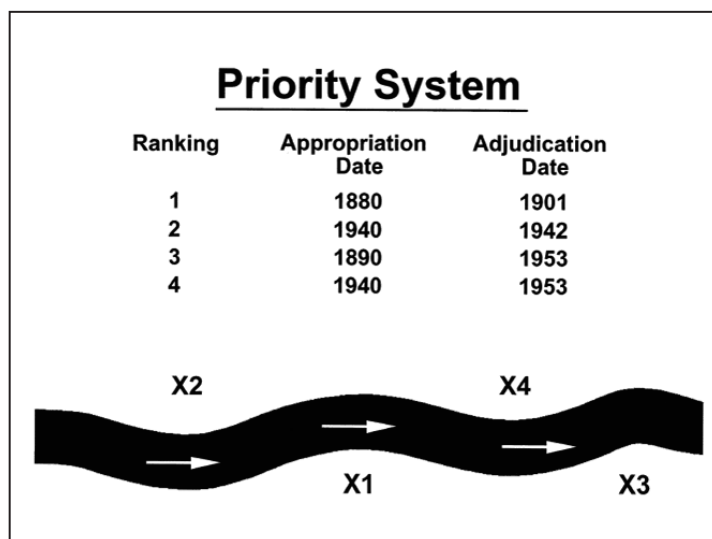 Priority System
Ranking Appropriation Date Adjudication Date
1 1880 1901
2 1940 1942
3 1890 1953
4 1940 1953
X2 X4
X1 X3